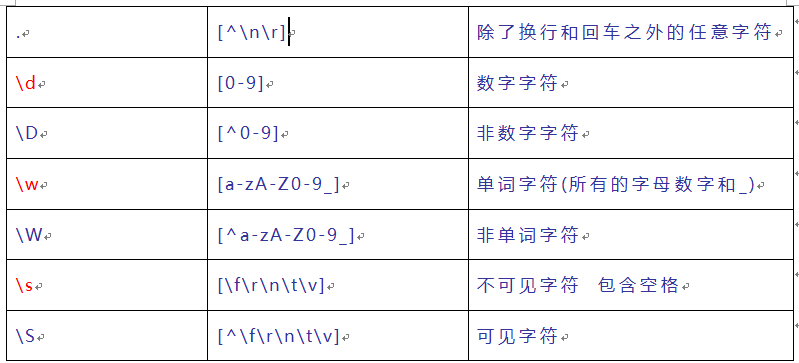 . [^\n\r] 除了换行和回车之外的任意字符
\d [0-9] 数字字符
\D [^0-9] 非数字字符
\w [a-zA-Z0-9_] 单词字符(所有的字母数字和_)
\W [^a-zA-Z0-9_] 非单词字符
\s [\f\r\n\t\v] 不可见字符 包含空格
\S [^\f\r\n\t\v] 可见字符